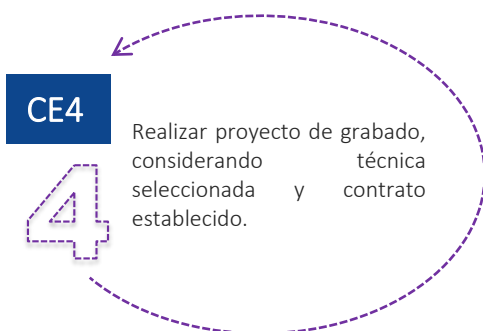 CE4
4
Realizar proyecto de grabado,
considerando técnica
seleccionada y contrato
establecido.